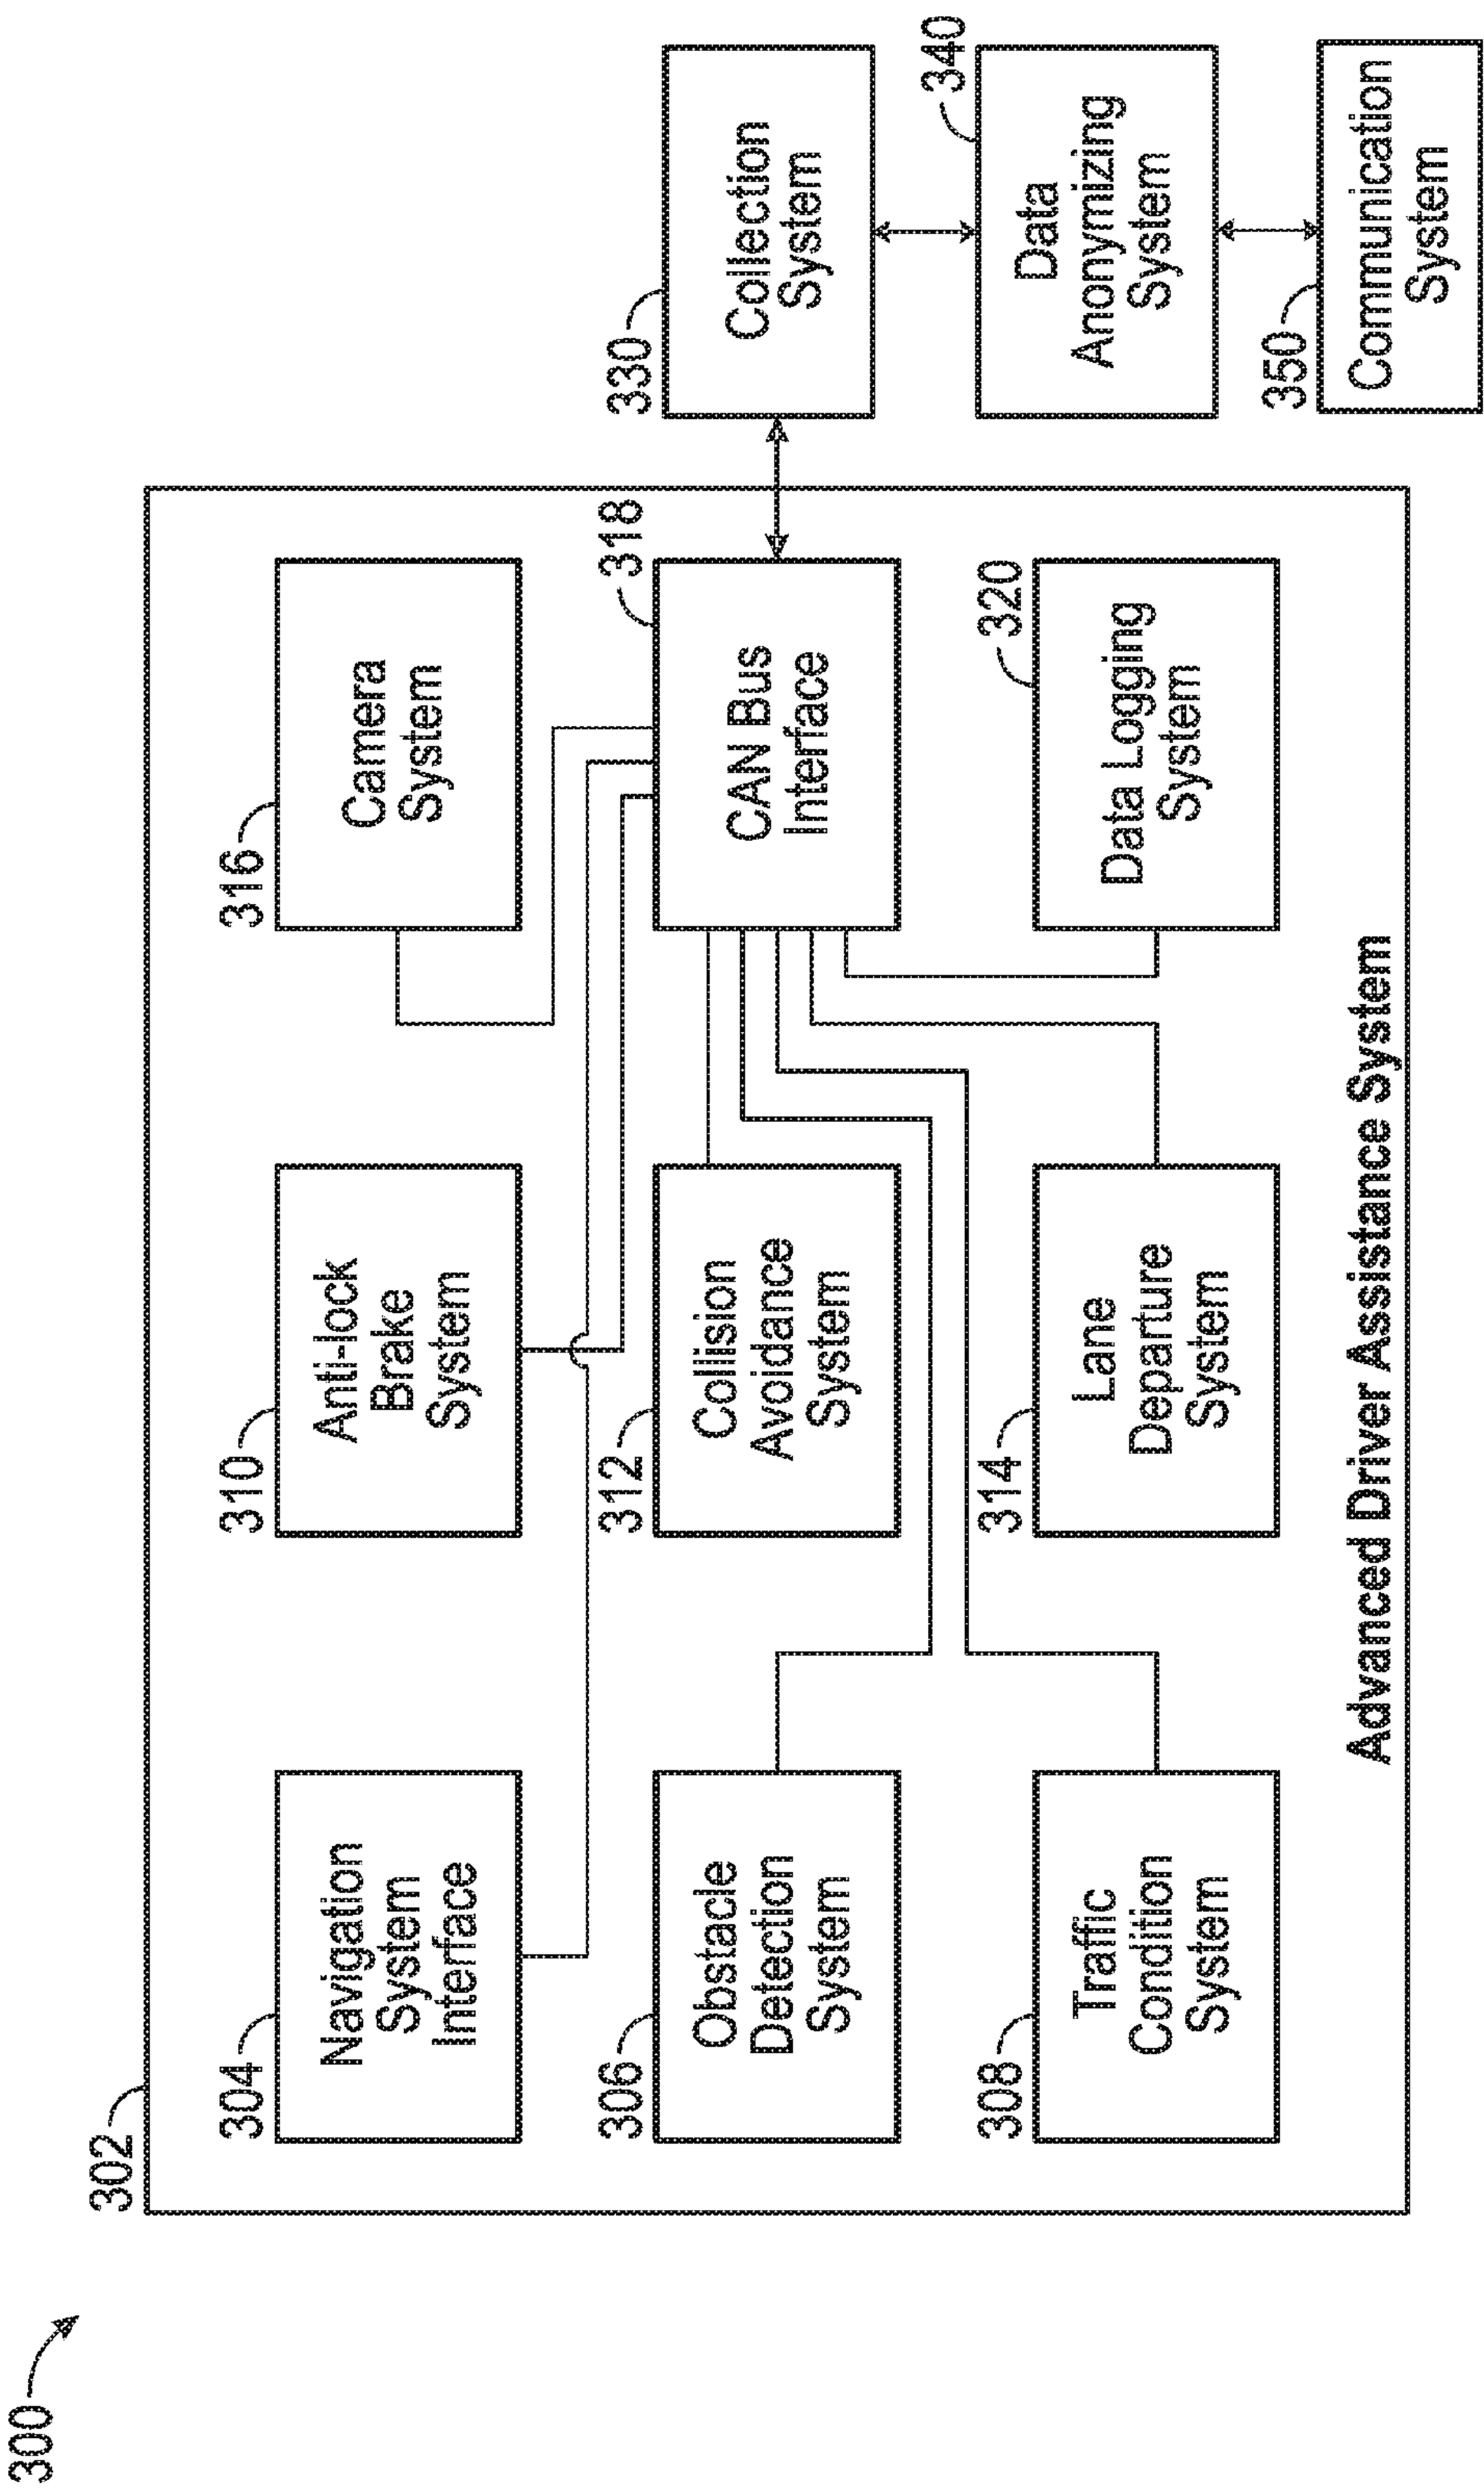 300
302
304
Navigation
System
Interface
310
Anti-lock
Brake
System
316
Camera
System
306
Obstacle
Detection
System
312
Collision
Avoidance
System
318
CAN Bus
Interface
308
Traffic
Condition
System
314
Lane
Departure
System
320
Data Logging
System
Advanced Driver Assistance System
330
Collection
System
340
Data
Anonymizing
System
350
Communication
System